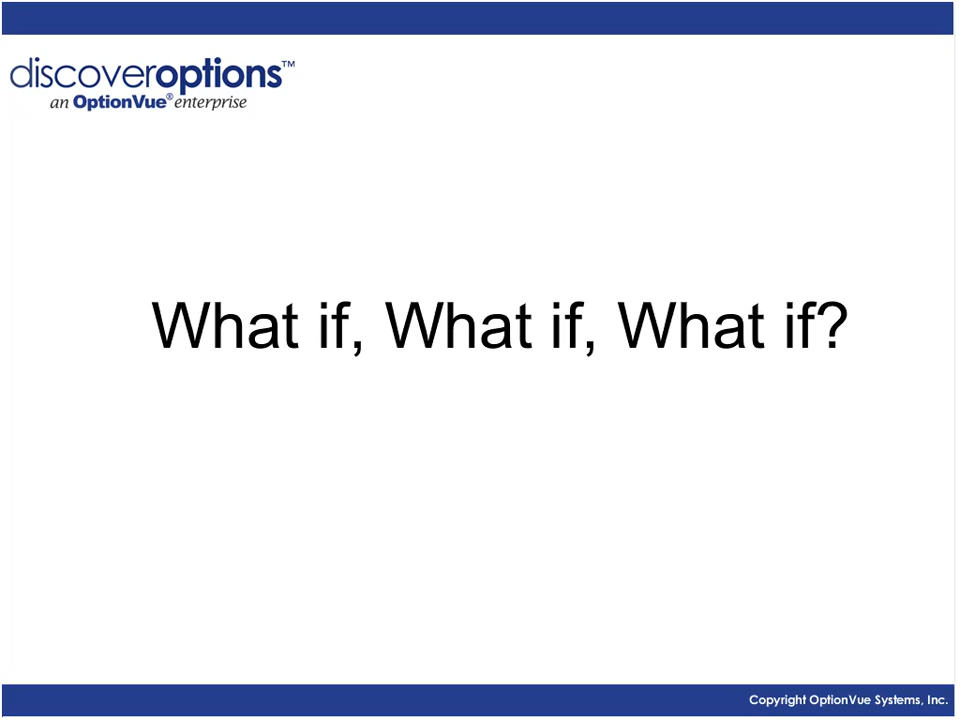 discoveroptions™
an OptionVue® enterprise
What if, What if, What if?
Copyright OptionVue Systems, Inc.